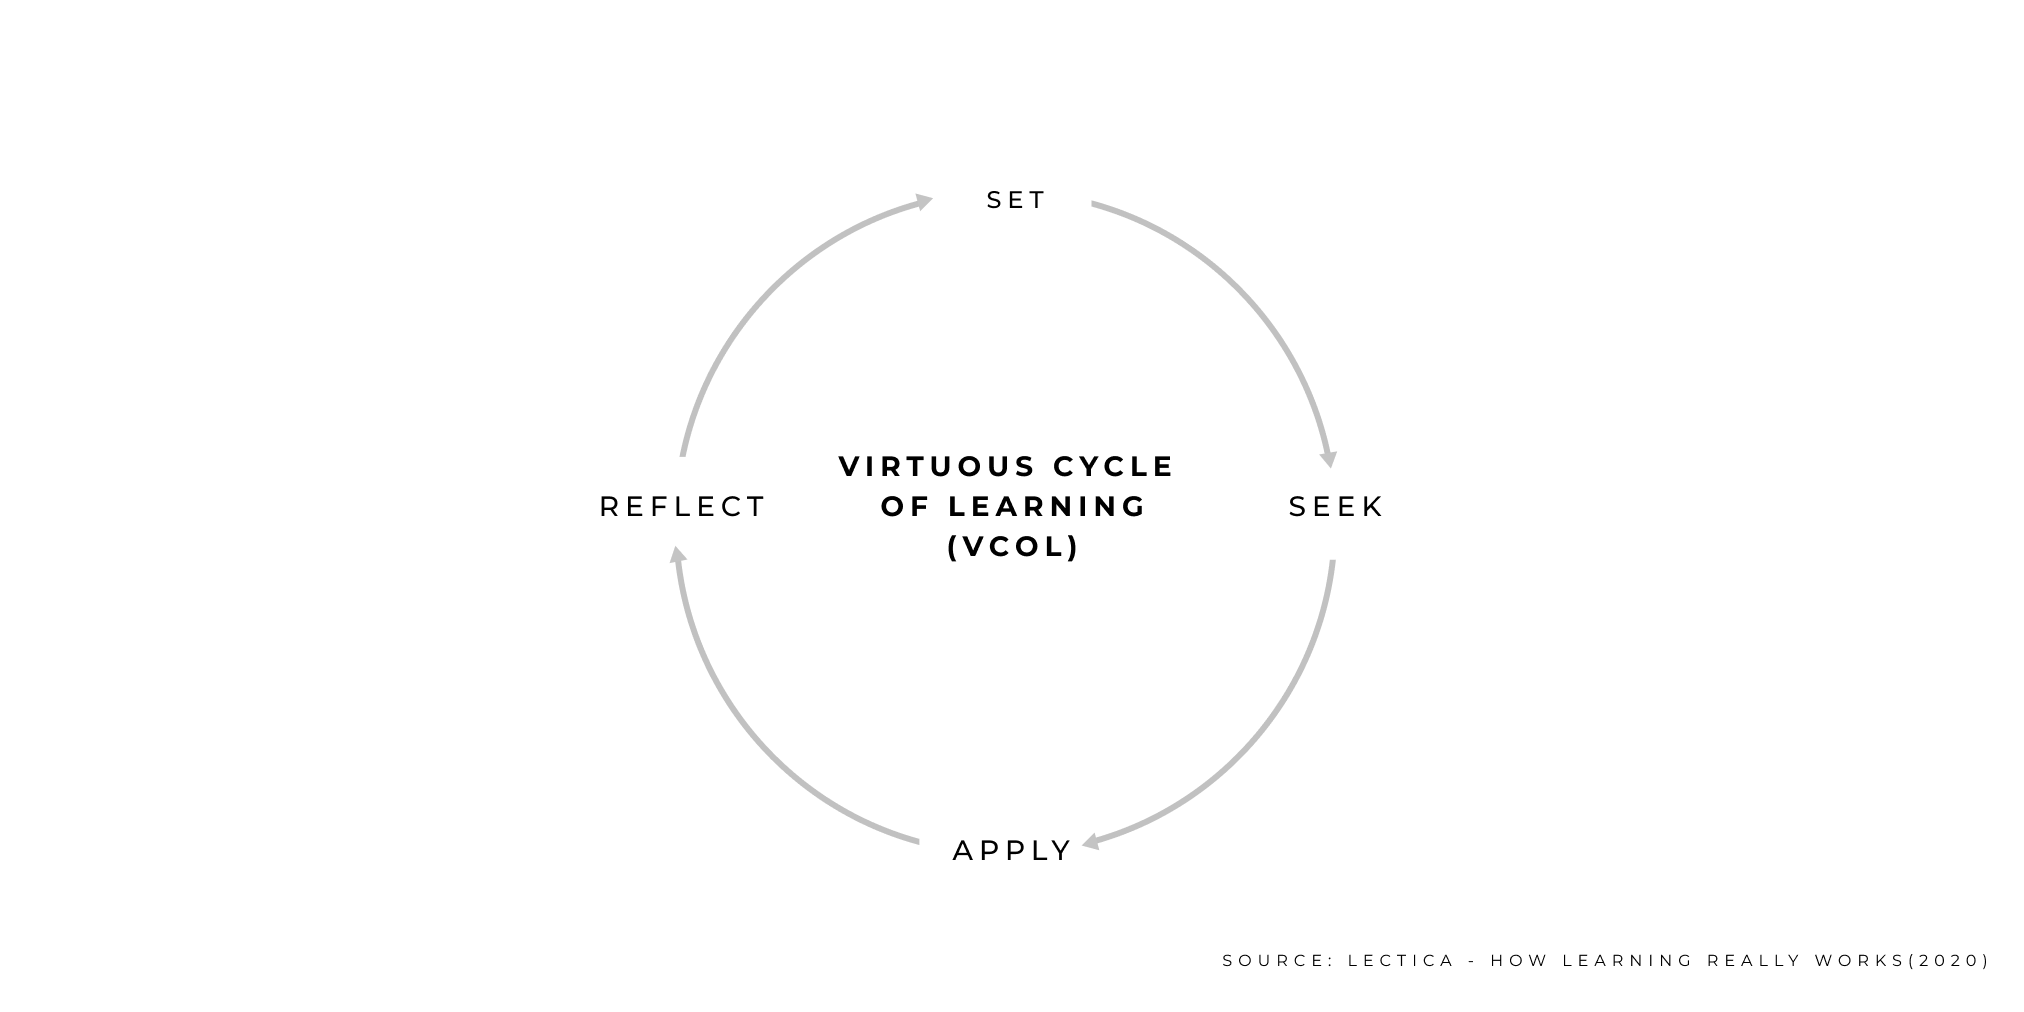 SET
VIRTUOUS CYCLE
OF LEARNING
(VCOL)
REFLECT
SEEK
APPLY
SOURCE: LECTICA - HOW LEARNING REALLY WORKS(2020)